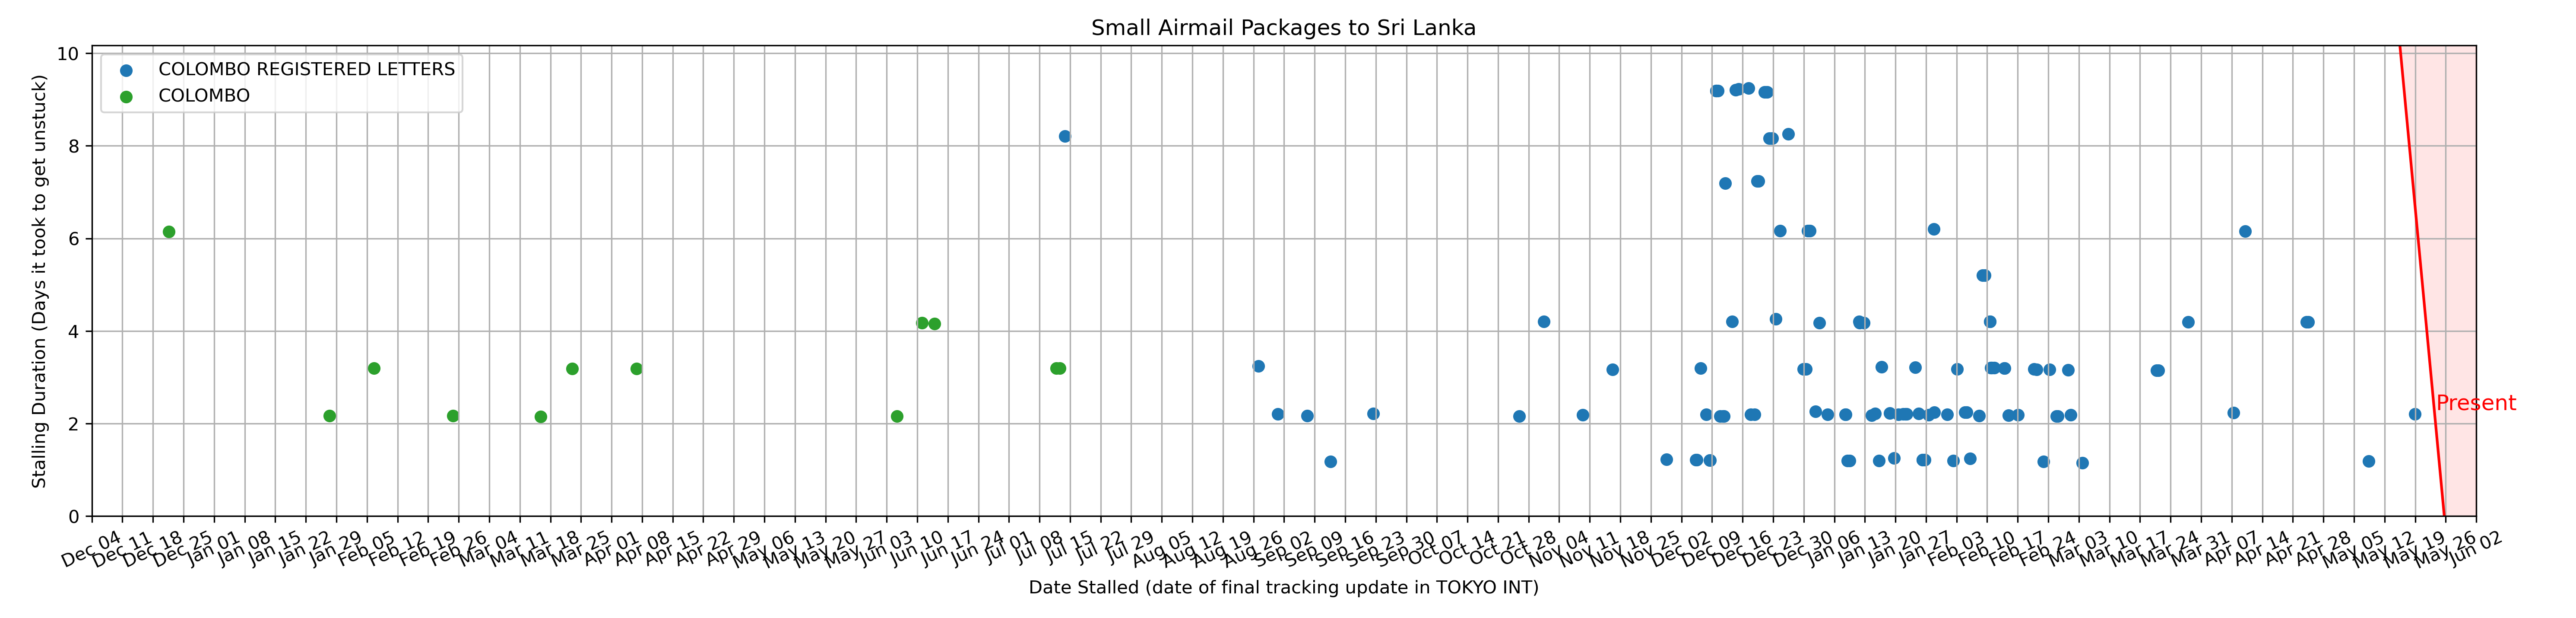 Small Airmail Packages to Sri Lanka
COLOMBO REGISTERED LETTERS
COLOMBO
Stalling Duration (Days it took to get unstuck)
10
8
6
4
2
0
Present
Dec 04 Dec 11 Dec 18 Dec 25 Jan 01 Jan 08 Jan 15 Jan 22 Jan 29 Feb 05 Feb 12 Feb 19 Feb 26 Mar 04 Mar 11 Mar 18 Mar 25 Apr 01 Apr 08 Apr 15 Apr 22 Apr 29 May 06 May 13 May 20 May 27 Jun 03 Jun 10 Jun 17 Jun 24 Jul 01 Jul 08 Jul 15 Jul 22 Jul 29 Aug 05 Aug 12 Aug 19 Aug 26 Sep 02 Sep 09 Sep 16 Sep 23 Sep 30 Oct 07 Oct 14 Oct 21 Oct 28 Nov 04 Nov 11 Nov 18 Nov 25 Dec 02 Dec 09 Dec 16 Dec 23 Dec 30 Jan 06 Jan 13 Jan 20 Jan 27 Feb 03 Feb 10 Feb 17 Feb 24 Mar 03 Mar 10 Mar 17 Mar 24 Mar 31 Apr 07 Apr 14 Apr 21 Apr 28 May 05 May 12 May 19 May 26 Jun 02
Date Stalled (date of final tracking update in TOKYO INT)